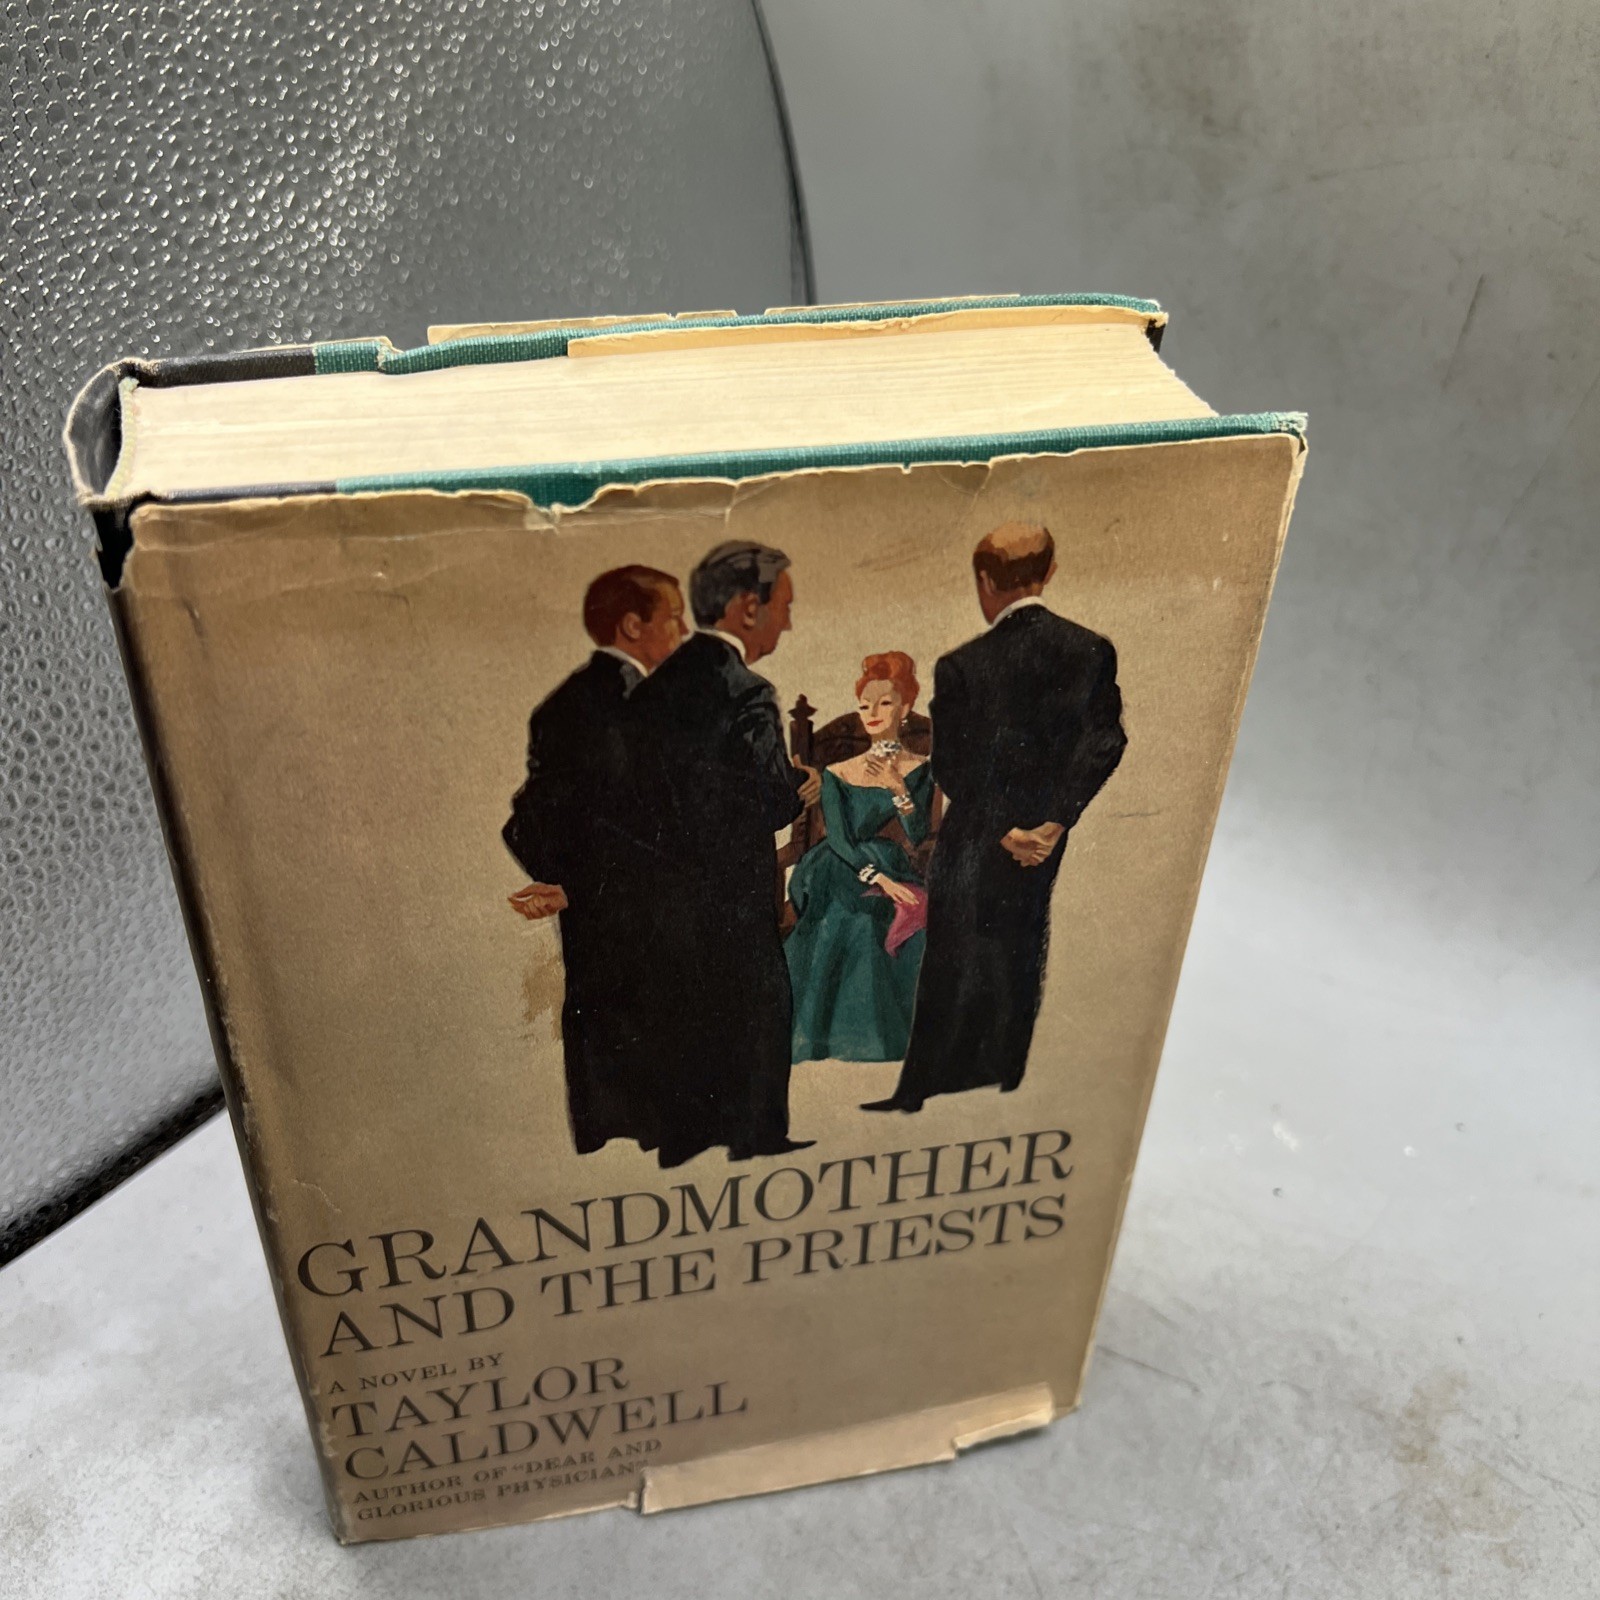 GRANDMOTHER
AND THE PRIESTS
A NOVEL BY
TAYLOR
CALDWELL
AUTHOR OF "DEAR AND
GLORIOUS PHYSICIAN"